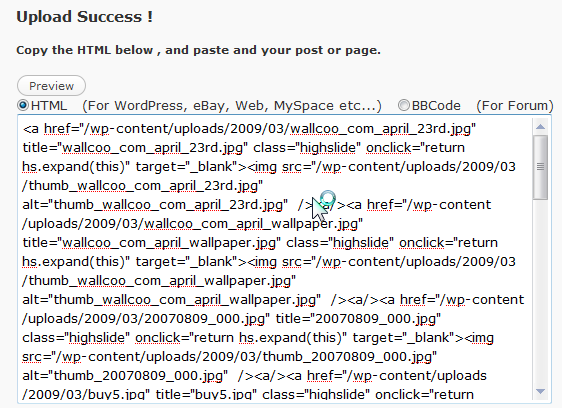 Upload Success !
Copy the HTML below , and paste and your post or page.
Preview
HTML (For WordPress, eBay, Web, MySpace etc...) BBCode (For Forum)
<a href="/wp-content/uploads/2009/03/wallcoo_com_april_23rd.jpg"
title="wallcoo_com_april_23rd.jpg" class="highslide" onclick="return
hs.expand(this)" target="_blank"><img src="/wp-content/uploads/2009/03
/thumb_wallcoo_com_april_23rd.jpg"
alt="thumb_wallcoo_com_april_23rd.jpg" /><a/><a href="/wp-content
/uploads/2009/03/wallcoo_com_april_wallpaper.jpg"
title="wallcoo_com_april_wallpaper.jpg" class="highslide" onclick="return
hs.expand(this)" target="_blank"><img src="/wp-content/uploads/2009/03
/thumb_wallcoo_com_april_wallpaper.jpg"
alt="thumb_wallcoo_com_april_wallpaper.jpg" /><a/><a href="/wp-content
/uploads/2009/03/20070809_000.jpg" title="20070809_000.jpg"
class="highslide" onclick="return hs.expand(this)" target="_blank"><img
src="/wp-content/uploads/2009/03/thumb_20070809_000.jpg"
alt="thumb_20070809_000.jpg" /><a/><a href="/wp-content/uploads
/2009/03/buy5.jpg" title="buy5.jpg" class="highslide" onclick="return